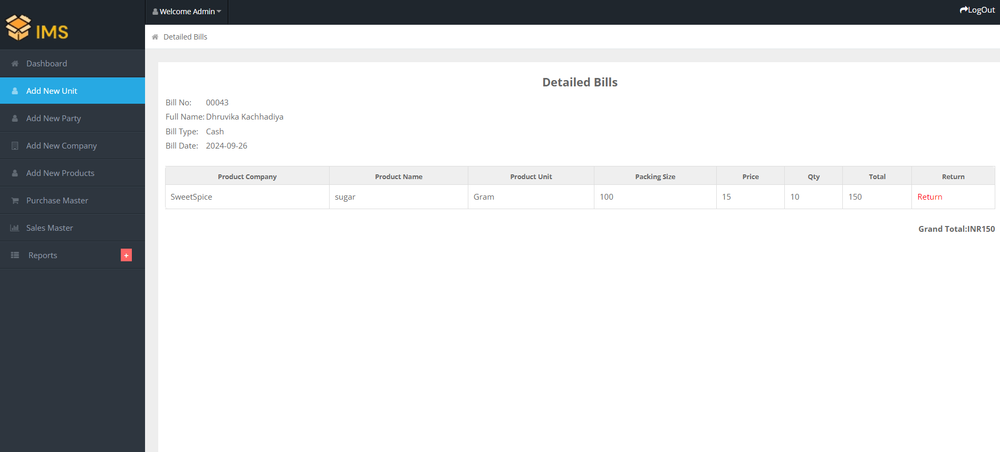 IMS
Welcome Admin
LogOut
Detailed Bills
Dashboard
Add New Unit
Add New Party
Add New Company
Add New Products
Purchase Master
Sales Master
Reports +
Detailed Bills
Bill No: 00043
Full Name: Dhruvika Kachhadiya
Bill Type: Cash
Bill Date: 2024-09-26
Product Company Product Name Product Unit Packing Size Price Qty Total Return
SweetSpice sugar Gram 100 15 10 150 Return
Grand Total:INR150